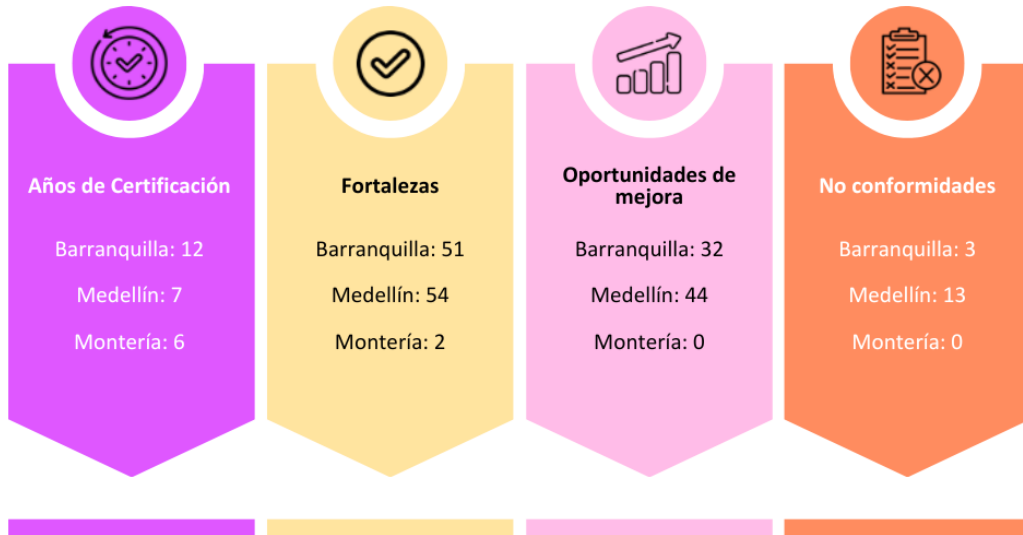 Años de Certificación
Barranquilla: 12
Medellín: 7
Montería: 6
Fortalezas
Barranquilla: 51
Medellín: 54
Montería: 2
Oportunidades de
mejora
Barranquilla: 32
Medellín: 44
Montería: 0
No conformidades
Barranquilla: 3
Medellín: 13
Montería: 0